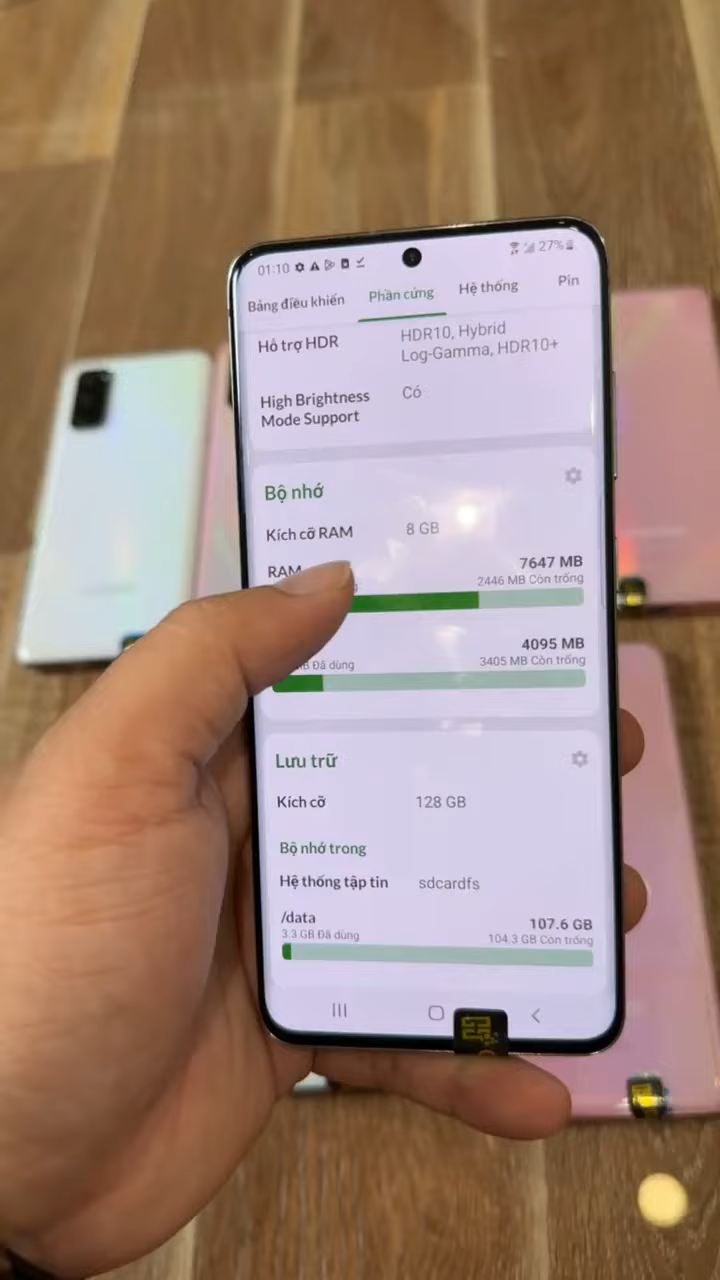 01:10
27%
Bảng điều khiển
Phần cứng
Hệ thống
Pin
Hỗ trợ HDR
HDR10, Hybrid
Log-Gamma, HDR10+
High Brightness
Mode Support
Có
Bộ nhớ
Kích cỡ RAM
8 GB
RAM
7647 MB
2446 MB Còn trống
4095 MB
Đã dùng
3405 MB Còn trống
Lưu trữ
Kích cỡ
128 GB
Bộ nhớ trong
Hệ thống tập tin
sdcardfs
/data
107.6 GB
3.3 GB Đã dùng
104.3 GB Còn trống